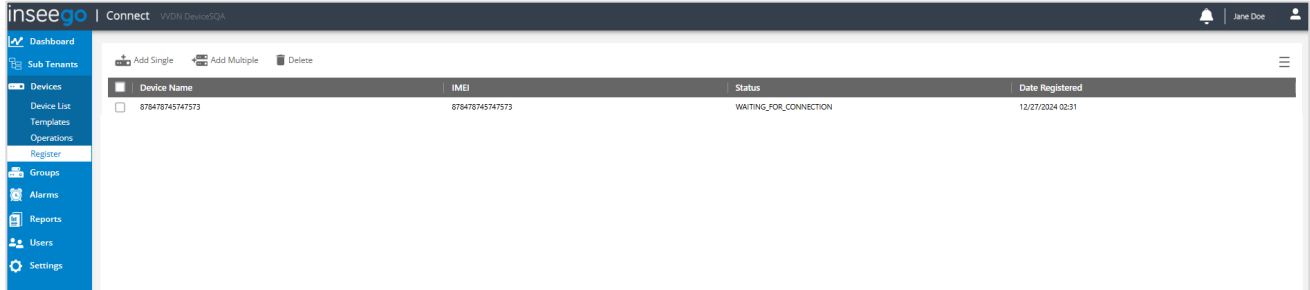 inseego | Connect VVDN DeviceSQA
Jane Doe
Dashboard
Sub Tenants
Devices
Device List
Templates
Operations
Register
Groups
Alarms
Reports
Users
Settings
Add Single Add Multiple Delete
Device Name IMEI Status Date Registered
878478745747573 878478745747573 WAITING_FOR_CONNECTION 12/27/2024 02:31